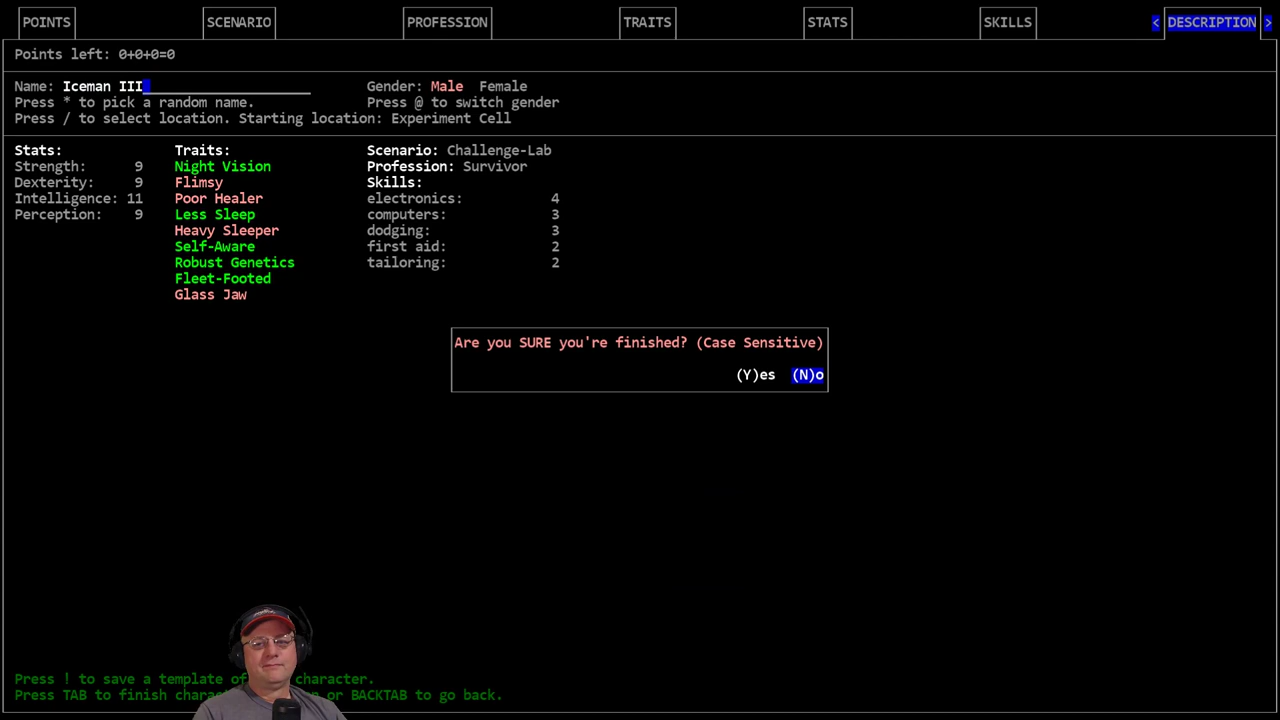 POINTS SCENARIO PROFESSION TRAITS STATS SKILLS < DESCRIPTION >
Points left: 0+0+0=0
Name: Iceman III Gender: Male Female
Press * to pick a random name. Press @ to switch gender
Press / to select location. Starting location: Experiment Cell
Stats: Traits: Scenario: Challenge-Lab
Strength: 9 Night Vision Profession: Survivor
Dexterity: 9 Flimsy Skills:
Intelligence: 11 Poor Healer electronics: 4
Perception: 9 Less Sleep computers: 3
Heavy Sleeper dodging: 3
Self-Aware first aid: 2
Robust Genetics tailoring: 2
Fleet-Footed
Glass Jaw
Are you SURE you're finished? (Case Sensitive)
(Y)es (N)o
Press ! to save a template of character.
Press TAB to finish or BACKTAB to go back.